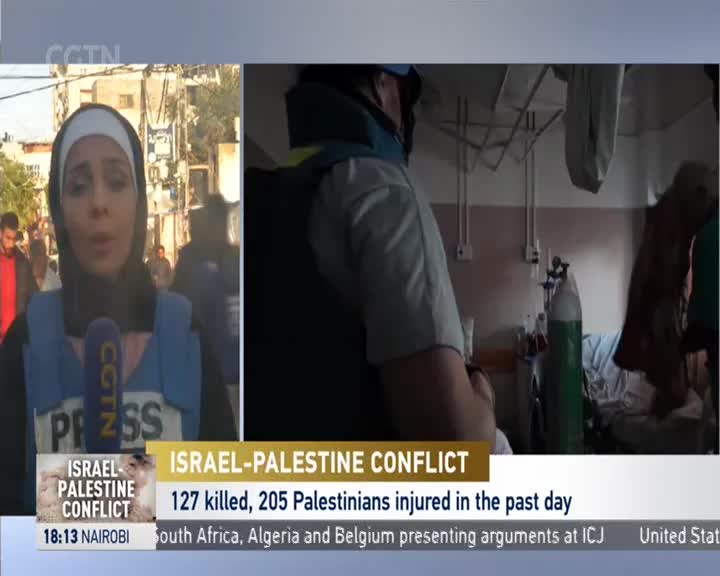 CGTN
CGTN
PRESS
ISRAEL-
PALESTINE
CONFLICT
ISRAEL-PALESTINE CONFLICT
127 killed, 205 Palestinians injured in the past day
18:13 NAIROBI
South Africa, Algeria and Belgium presenting arguments at ICJ
United Stat